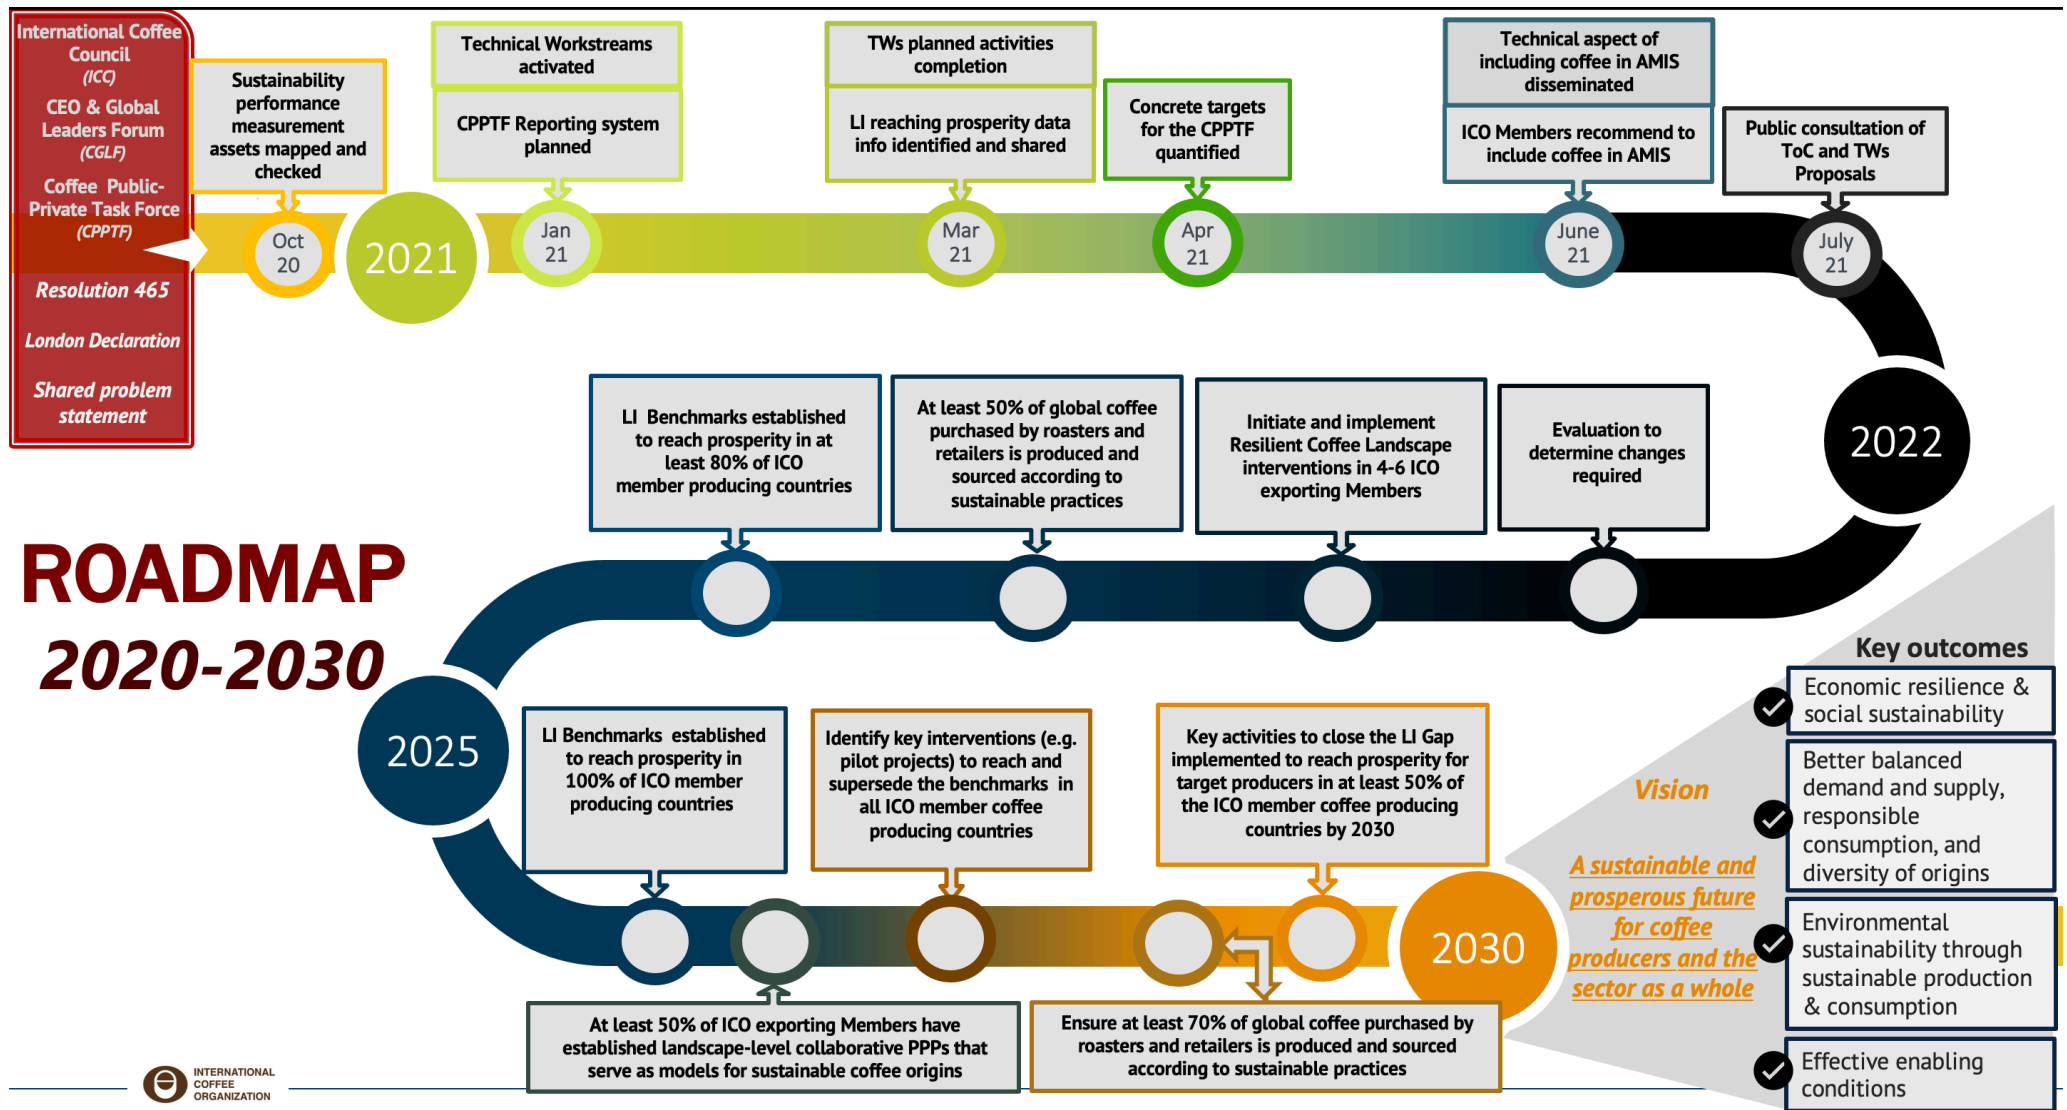 International Coffee
Council
(ICC)
CEO & Global
Leaders Forum
(CGLF)
Coffee Public-
Private Task Force
(CPPTF)
Resolution 465
London Declaration
Shared problem
statement
Sustainability
performance
measurement
assets mapped and
checked
Oct
20
2021
Technical Workstreams
activated
CPPTF Reporting system
planned
Jan
21
TWs planned activities
completion
LI reaching prosperity data
info identified and shared
Mar
21
Concrete targets
for the CPPTF
quantified
Apr
21
Technical aspect of
including coffee in AMIS
disseminated
ICO Members recommend to
include coffee in AMIS
June
21
Public consultation of
ToC and TWs
Proposals
July
21
2022
Evaluation to
determine changes
required
Initiate and implement
Resilient Coffee Landscape
interventions in 4-6 ICO
exporting Members
At least 50% of global coffee
purchased by roasters and
retailers is produced and
sourced according to
sustainable practices
LI Benchmarks established
to reach prosperity in at
least 80% of ICO
member producing countries
ROADMAP
2020-2030
2025
LI Benchmarks established
to reach prosperity in
100% of ICO member
producing countries
At least 50% of ICO exporting Members have
established landscape-level collaborative PPPs that
serve as models for sustainable coffee origins
Identify key interventions (e.g.
pilot projects) to reach and
supersede the benchmarks in
all ICO member coffee
producing countries
Ensure at least 70% of global coffee purchased by
roasters and retailers is produced and sourced
according to sustainable practices
Key activities to close the LI Gap
implemented to reach prosperity for
target producers in at least 50% of
the ICO member coffee producing
countries by 2030
2030
Vision
A sustainable and
prosperous future
for coffee
producers and the
sector as a whole
Key outcomes
Economic resilience &
social sustainability
Better balanced
demand and supply,
responsible
consumption, and
diversity of origins
Environmental
sustainability through
sustainable production
& consumption
Effective enabling
conditions
INTERNATIONAL
COFFEE
ORGANIZATION